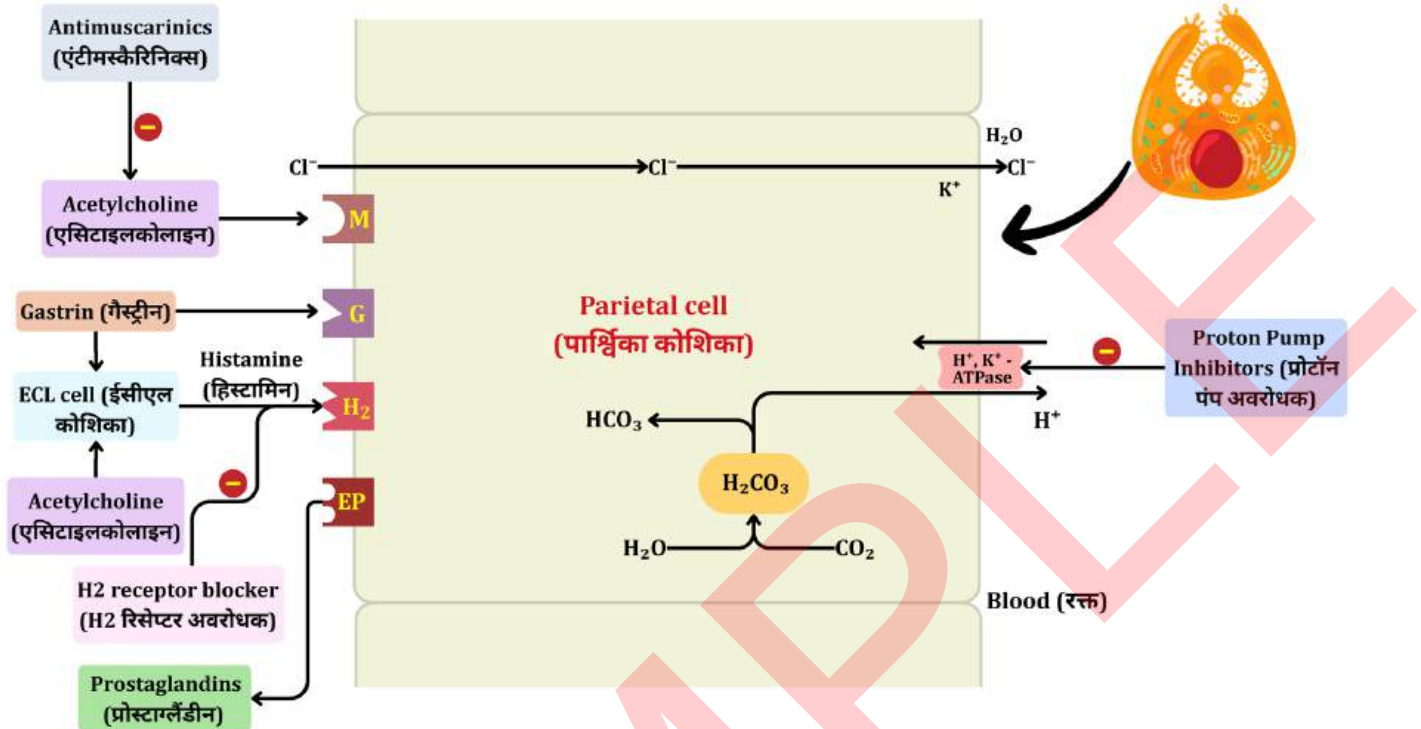 Antimuscarinics
(एंटीमस्कैरिनिक्स)
Acetylcholine
(एसिटाइलकोलाइन)
Gastrin (गैस्ट्रीन)
Histamine
(हिस्टामिन)
ECL cell (ईसीएल
कोशिका)
Acetylcholine
(एसिटाइलकोलाइन)
H2 receptor blocker
(H2 रिसेप्टर अवरोधक)
Prostaglandins
(प्रोस्टाग्लैंडीन)
Cl⁻
Cl⁻
H₂O
Cl⁻
K⁺
M
G
H₂
EP
Parietal cell
(पार्श्विका कोशिका)
H⁺, K⁺ -
ATPase
Proton Pump
Inhibitors (प्रोटॉन
पंप अवरोधक)
H⁺
HCO₃
H₂CO₃
H₂O
CO₂
Blood (रक्त)